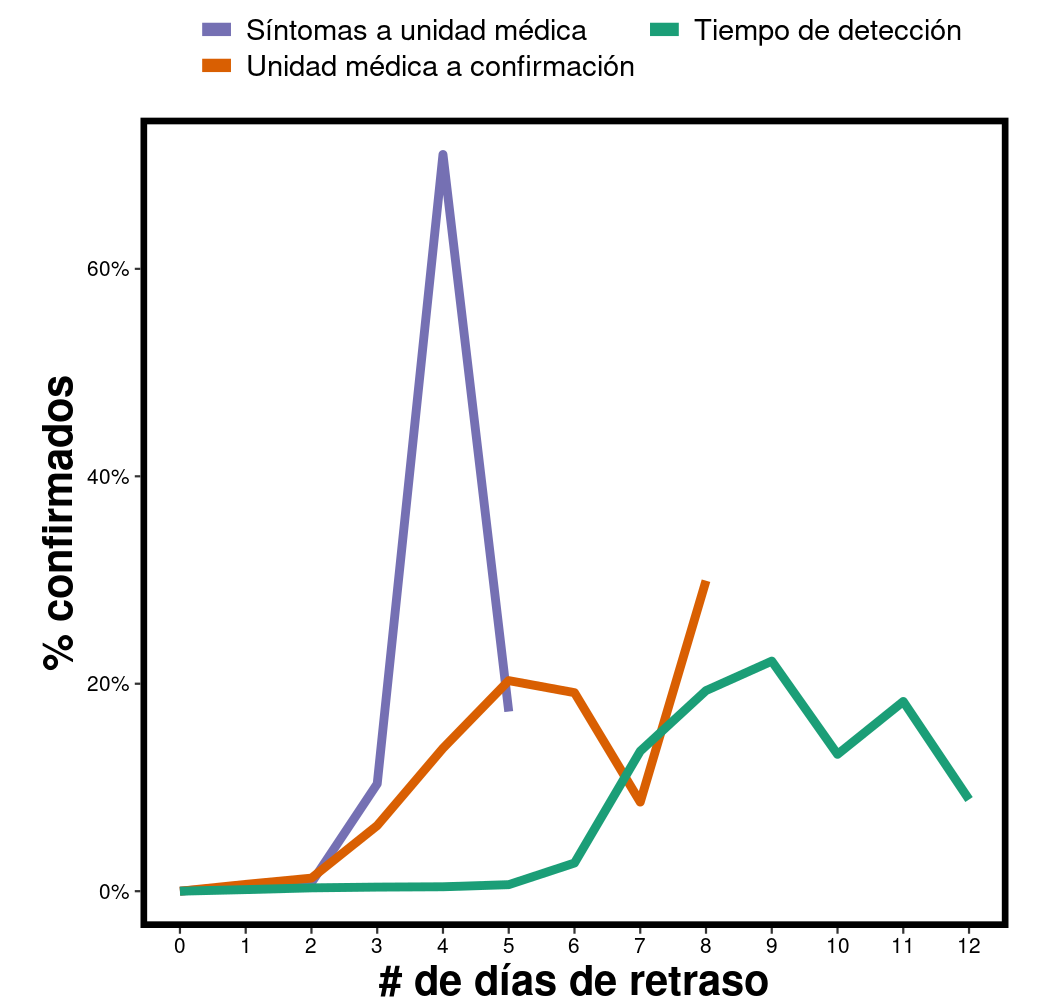 Síntomas a unidad médica
Tiempo de detección
Unidad médica a confirmación
% confirmados
60%
40%
20%
0%
0 1 2 3 4 5 6 7 8 9 10 11 12
# de días de retraso